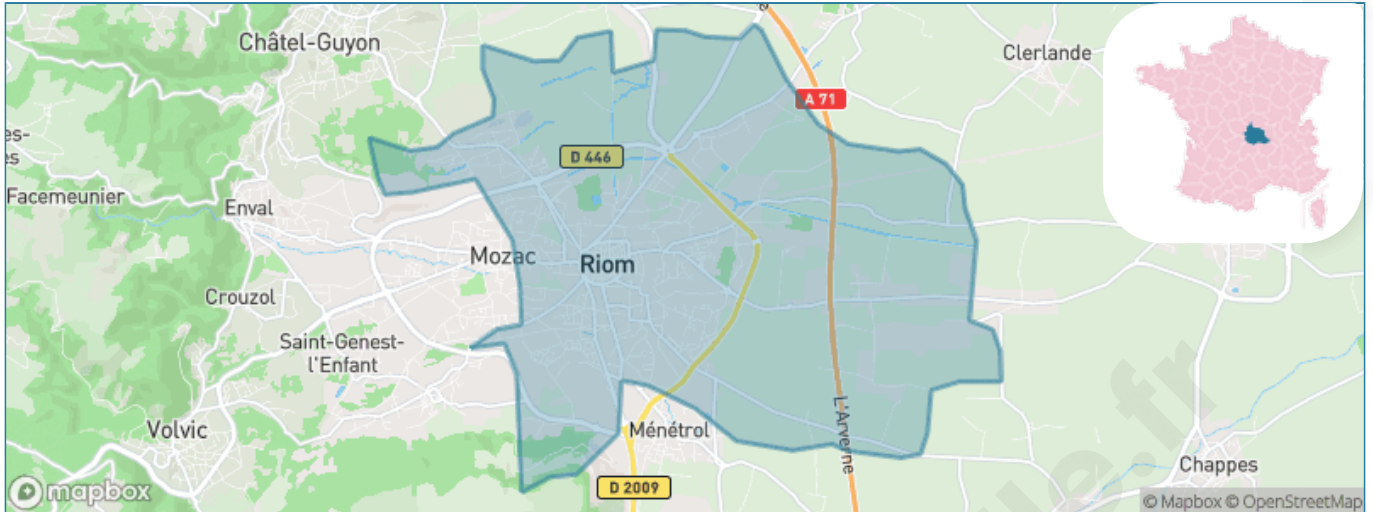 Châtel-Guyon
Clerlande
A 71
D 446
Facemeunier
Enval
Mozac
Riom
Crouzol
Saint-Genest-
l'Enfant
L'Arverne
Volvic
Ménétrol
Chappes
D 2009
mapbox
© Mapbox © OpenStreetMap